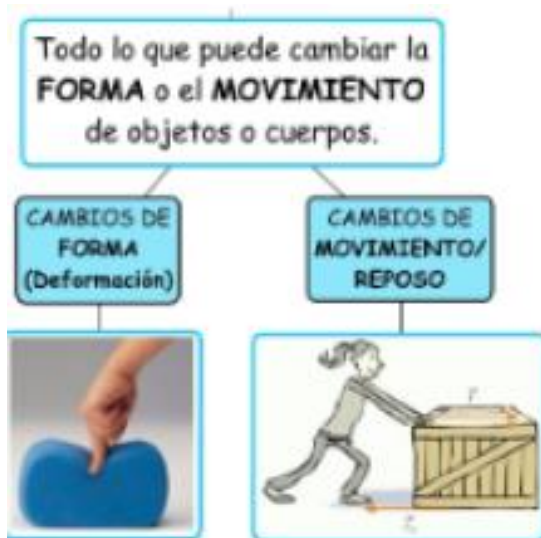 Todo lo que puede cambiar la
FORMA o el MOVIMIENTO
de objetos o cuerpos.
CAMBIOS DE
FORMA
(Deformación)
CAMBIOS DE
MOVIMIENTO/
REPOSO